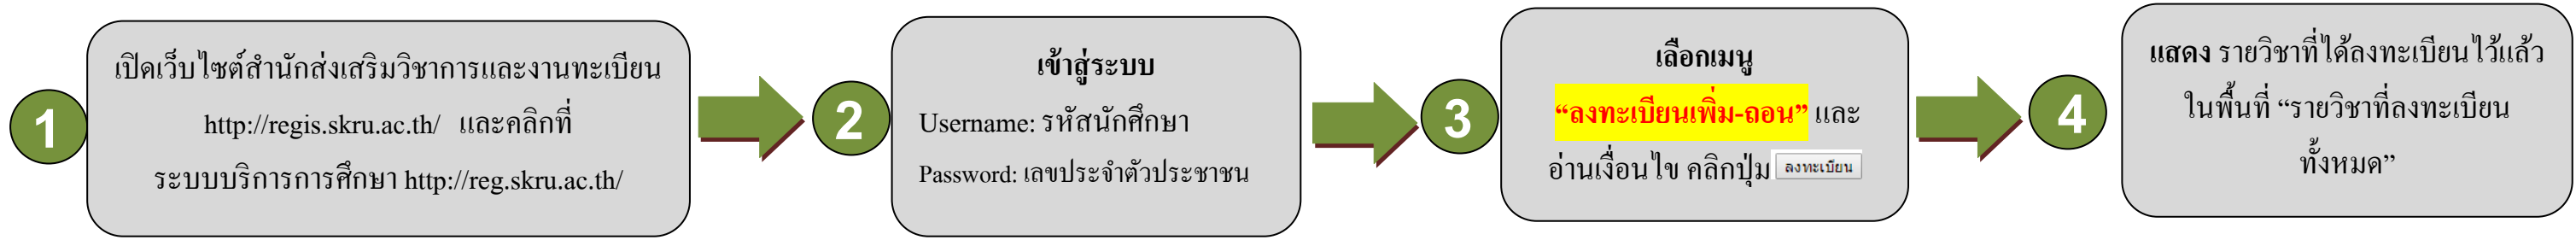 1
เปิดเว็บไซต์สำนักส่งเสริมวิชาการและงานทะเบียน
http://regis.skru.ac.th/ และคลิกที่
ระบบบริการการศึกษา http://reg.skru.ac.th/
2
เข้าสู่ระบบ
Username: รหัสนักศึกษา
Password: เลขประจำตัวประชาชน
3
เลือกเมนู
“ลงทะเบียนเพิ่ม-ถอน” และ
อ่านเงื่อนไข คลิกปุ่ม ลงทะเบียน
4
แสดง รายวิชาที่ได้ลงทะเบียนไว้แล้ว
ในพื้นที่ “รายวิชาที่ลงทะเบียน
ทั้งหมด”